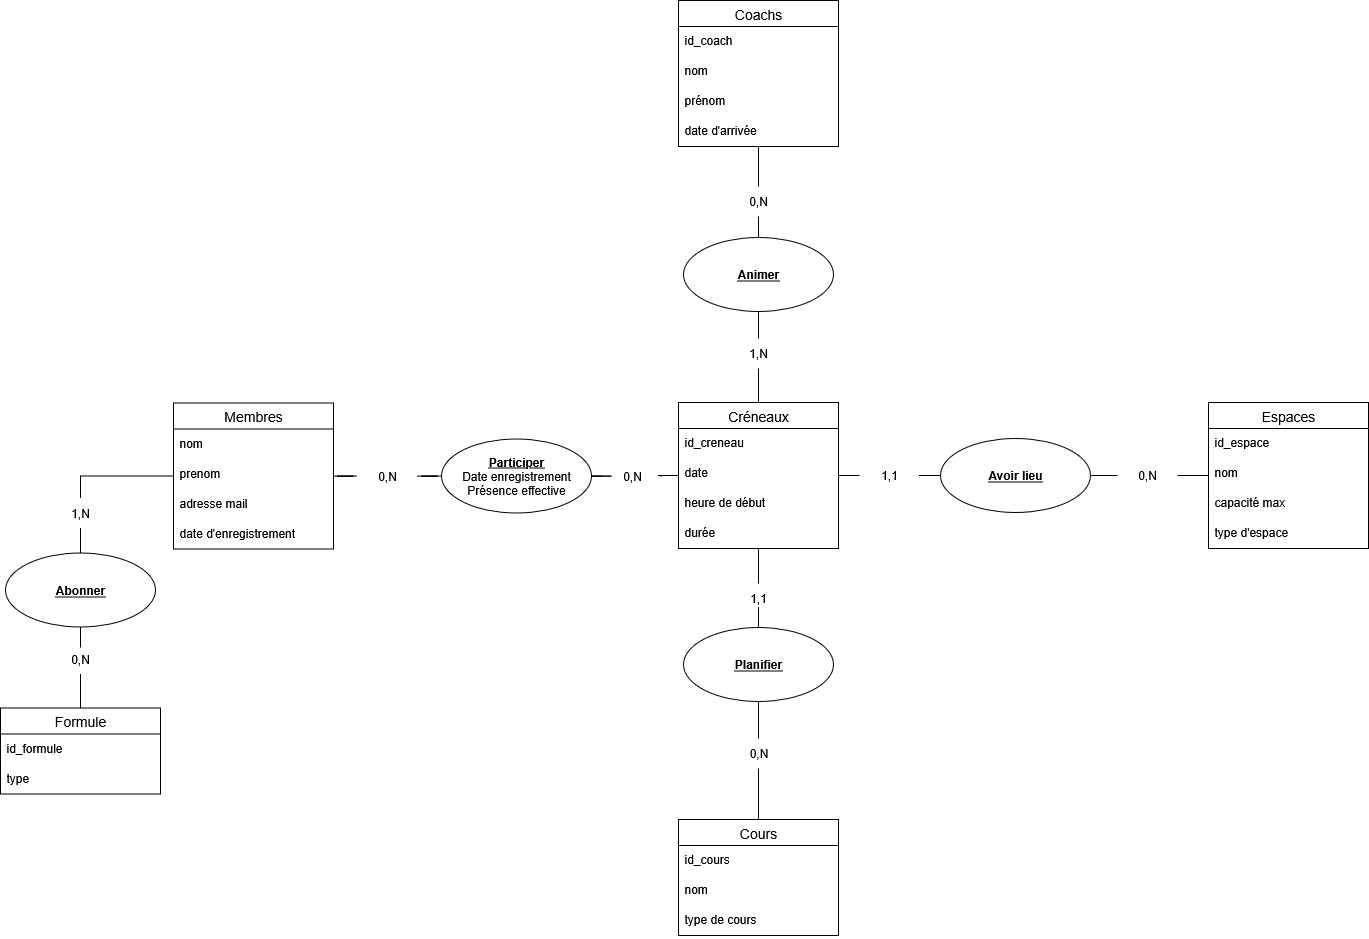 Coachs
id_coach
nom
prénom
date d'arrivée
0,N
Animer
1,N
Membres
nom
prenom
adresse mail
date d'enregistrement
0,N
Participer
Date enregistrement
Présence effective
0,N
Créneaux
id_creneau
date
heure de début
durée
1,1
Avoir lieu
0,N
Espaces
id_espace
nom
capacité max
type d'espace
1,N
Abonner
0,N
Formule
id_formule
type
1,1
Planifier
0,N
Cours
id_cours
nom
type de cours